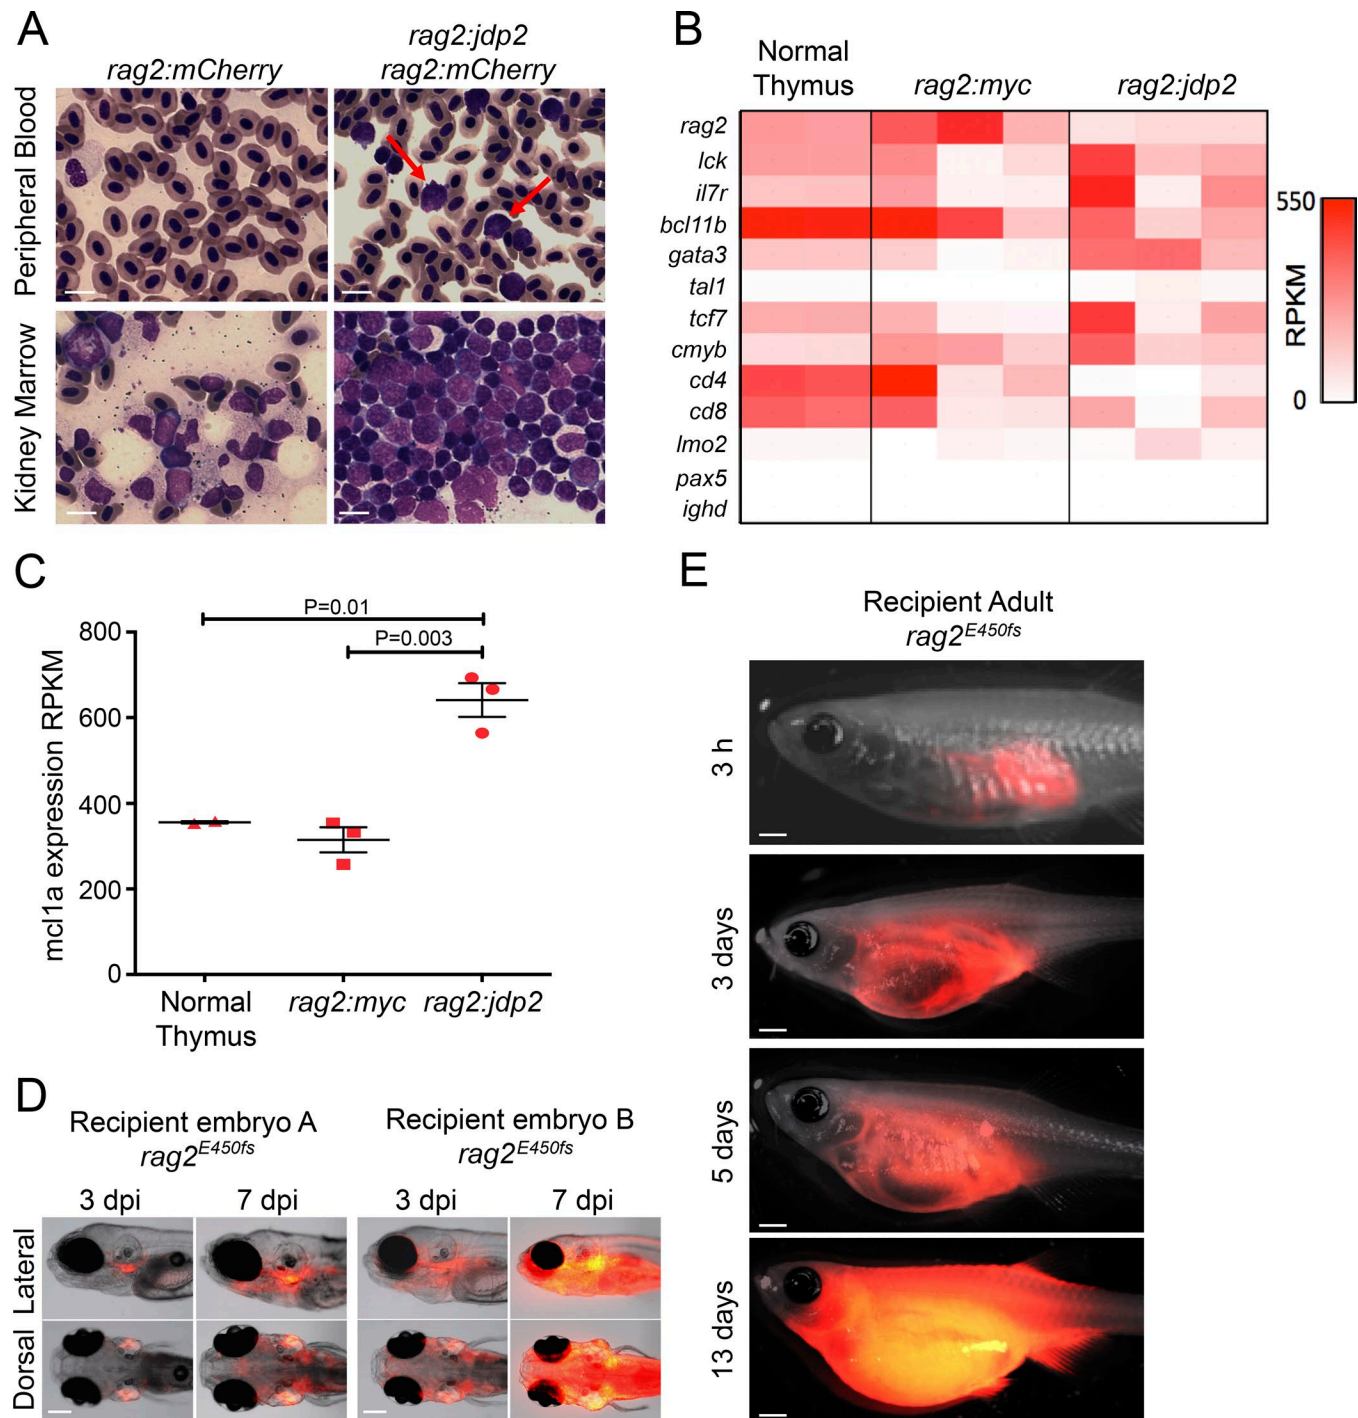 A
rag2:mCherry
rag2:jdp2
rag2:mCherry
Peripheral Blood
Kidney Marrow
B
Normal
Thymus
rag2:myc
rag2:jdp2
rag2
lck
il7r
bcl11b
gata3
tal1
tcf7
cmyb
cd4
cd8
lmo2
pax5
ighd
550
RPKM
0
C
P=0.01
P=0.003
mcl1a expression RPKM
800
600
400
200
0
Normal
Thymus
rag2:myc
rag2:jdp2
D
Recipient embryo A
rag2E450fs
Recipient embryo B
rag2E450fs
3 dpi
7 dpi
3 dpi
7 dpi
Lateral
Dorsal
E
Recipient Adult
rag2E450fs
3 h
3 days
5 days
13 days